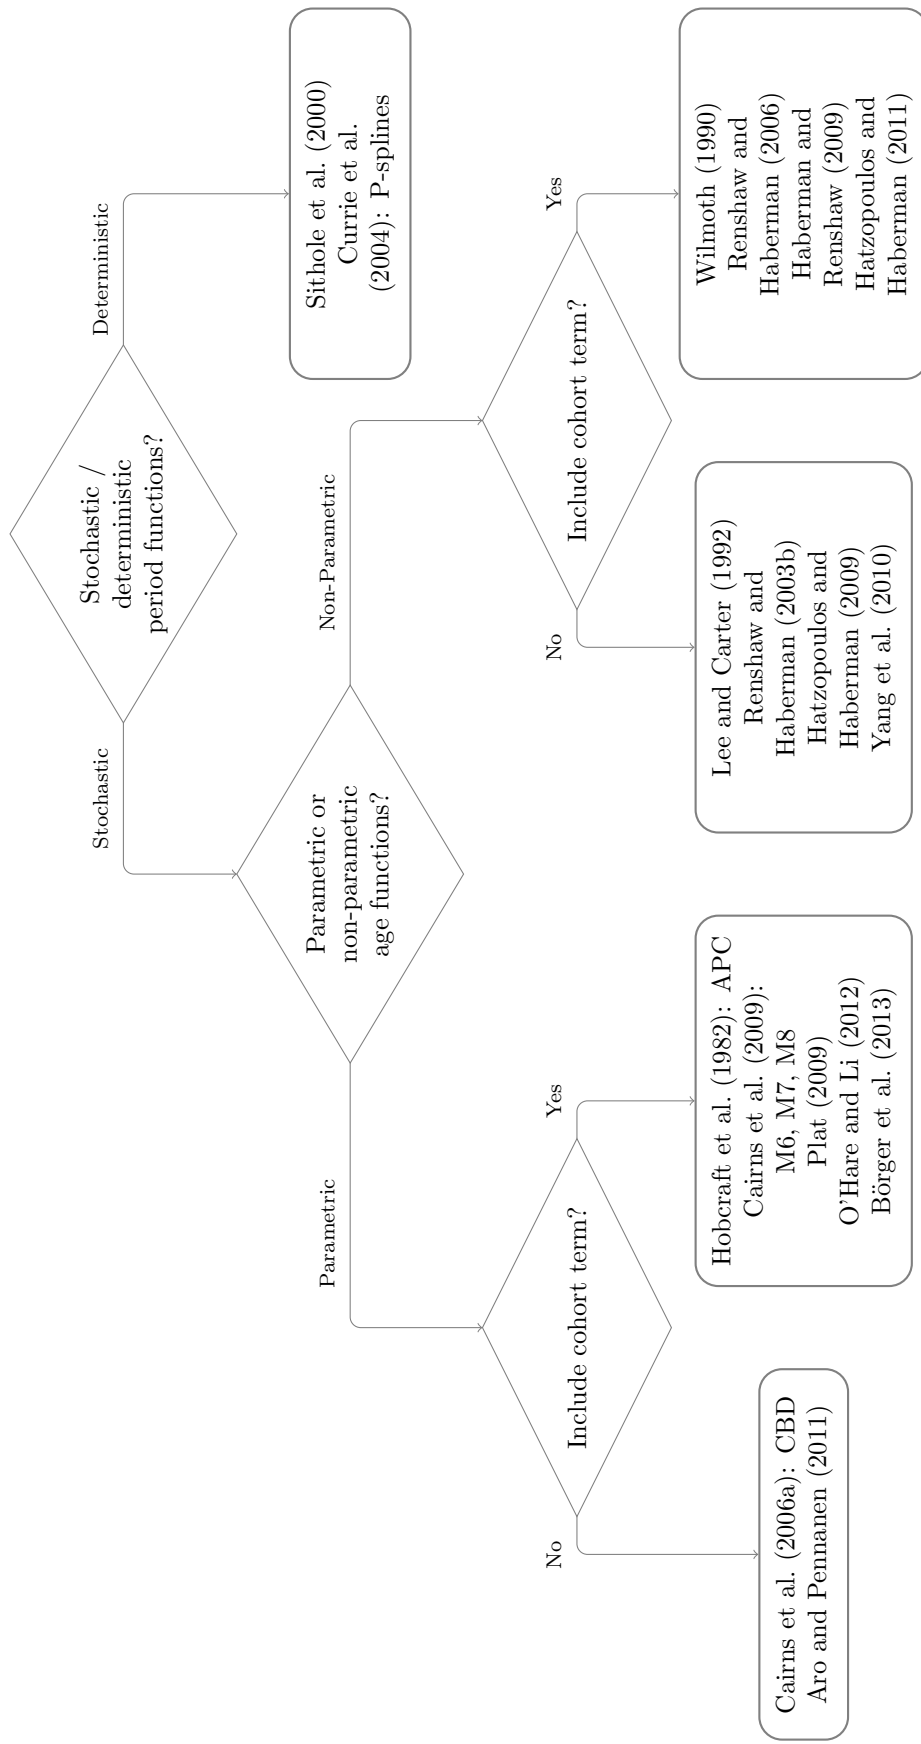 Stochastic /
deterministic
period functions?
Stochastic
Deterministic
Sithole et al. (2000)
Currie et al.
(2004): P-splines
Parametric or
non-parametric
age functions?
Parametric
Non-Parametric
Include cohort term?
No
Yes
Include cohort term?
No
Yes
Cairns et al. (2006a): CBD
Aro and Pennanen (2011)
Hobcraft et al. (1982): APC
Cairns et al. (2009):
M6, M7, M8
Plat (2009)
O'Hare and Li (2012)
Börger et al. (2013)
Lee and Carter (1992)
Renshaw and
Haberman (2003b)
Hatzopoulos and
Haberman (2009)
Yang et al. (2010)
Wilmoth (1990)
Renshaw and
Haberman (2006)
Haberman and
Renshaw (2009)
Hatzopoulos and
Haberman (2011)